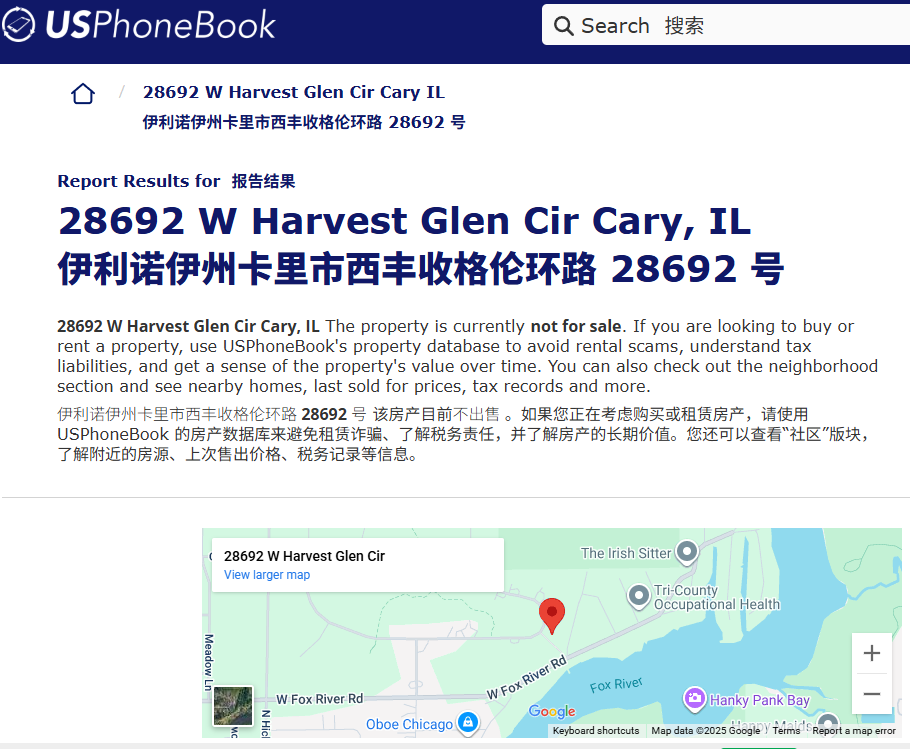 USPhoneBook
Search 搜索
/ 28692 W Harvest Glen Cir Cary IL
伊利诺伊州卡里市西丰收格伦环路 28692 号
Report Results for 报告结果
28692 W Harvest Glen Cir Cary, IL
伊利诺伊州卡里市西丰收格伦环路 28692 号
28692 W Harvest Glen Cir Cary, IL The property is currently not for sale. If you are looking to buy or
rent a property, use USPhoneBook's property database to avoid rental scams, understand tax
liabilities, and get a sense of the property's value over time. You can also check out the neighborhood
section and see nearby homes, last sold for prices, tax records and more.
伊利诺伊州卡里市西丰收格伦环路 28692 号 该房产目前不出售 。如果您正在考虑购买或租赁房产，请使用
USPhoneBook 的房产数据库来避免租赁诈骗、了解税务责任，并了解房产的长期价值。您还可以查看“社区”版块，
了解附近的房源、上次售出价格、税务记录等信息。
28692 W Harvest Glen Cir
View larger map
The Irish Sitter
Tri-County
Occupational Health
Meadow Ln
W Fox River Rd
W Fox River Rd
Fox River
Hanky Pank Bay
Oboe Chicago
Google
Happy Maids
Keyboard shortcuts
Map data ©2025 Google
Terms
Report a map error